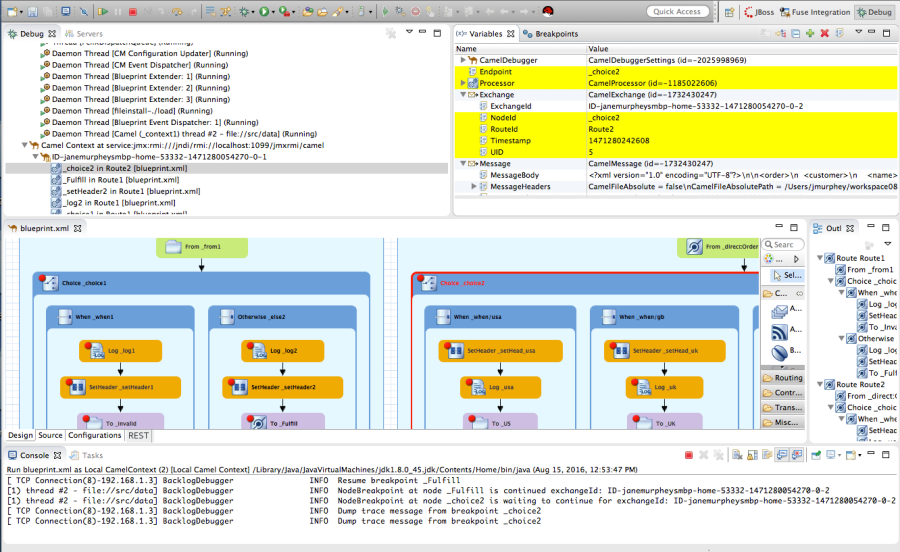 Quick Access
JBoss
Fuse Integration
Debug
Debug
Servers
Daemon Thread [CM Configuration Updater] (Running)
Daemon Thread [CM Event Dispatcher] (Running)
Daemon Thread [Blueprint Extender: 1] (Running)
Daemon Thread [Blueprint Extender: 2] (Running)
Daemon Thread [Blueprint Extender: 3] (Running)
Daemon Thread [fileinstall-./load] (Running)
Daemon Thread [Blueprint Event Dispatcher: 1] (Running)
Daemon Thread [Camel (_context1) thread #2 - file://src/data] (Running)
Camel Context at service:jmx:rmi:///jndi/rmi://localhost:1099/jmxrmi/camel
ID-janemurpheysmbp-home-53332-1471280054270-0-1
_choice2 in Route2 [blueprint.xml]
_Fulfill in Route1 [blueprint.xml]
_setHeader2 in Route1 [blueprint.xml]
_log2 in Route1 [blueprint.xml]
_choice1 in Route1 [blueprint.xml]
(x)= Variables
Breakpoints
Name Value
CamelDebugger CamelDebuggerSettings (id=-2025998969)
Endpoint _choice2
Processor CamelProcessor (id=-1185022606)
Exchange CamelExchange (id=-1732430247)
ExchangeId ID-janemurpheysmbp-home-53332-1471280054270-0-2
NodeId _choice2
RouteId Route2
Timestamp 1471280242608
UID 5
Message CamelMessage (id=-1732430247)
MessageBody <?xml version="1.0" encoding="UTF-8"?>\n\n<order>\n <customer>\n <name>
MessageHeaders CamelFileAbsolute = false\nCamelFileAbsolutePath = /Users/jmurphey/workspace08
blueprint.xml
From _from1
Choice _choice1
When _when1
Log _log1
SetHeader _setHeader1
To _Invalid
Otherwise _else2
Log _log2
SetHeader _setHeader2
To _Fulfill
From _directOrder
Choice _choice2
When _when/usa
SetHeader _setHead_usa
Log _usa
To _US
When _when/gb
SetHeader _setHead_uk
Log _uk
To _UK
Searc
Sel...
C...
A...
A...
B...
Routing
Contr...
Trans...
Misc...
Outl
Route Route1
From _from1
Choice _choic
When _whe
Log _log
SetHead
To _Inva
Otherwise
Log _log
SetHead
To _Fulf
Route Route2
From _direct:O
Choice _choic
When _whe
SetHead
Log _us
Design Source Configurations REST
Console
Tasks
Run blueprint.xml as Local CamelContext (2) [Local Camel Context] /Library/Java/JavaVirtualMachines/jdk1.8.0_45.jdk/Contents/Home/bin/java (Aug 15, 2016, 12:53:47 PM)
[ TCP Connection(8)-192.168.1.3] BacklogDebugger INFO Resume breakpoint _Fulfill
[1) thread #2 - file://src/data] BacklogDebugger INFO NodeBreakpoint at node _Fulfill is continued exchangeId: ID-janemurpheysmbp-home-53332-1471280054270-0-2
[1) thread #2 - file://src/data] BacklogDebugger INFO NodeBreakpoint at node _choice2 is waiting to continue for exchangeId: ID-janemurpheysmbp-home-53332-1471280054270-0-2
[ TCP Connection(8)-192.168.1.3] BacklogDebugger INFO Dump trace message from breakpoint _choice2
[ TCP Connection(8)-192.168.1.3] BacklogDebugger INFO Dump trace message from breakpoint _choice2